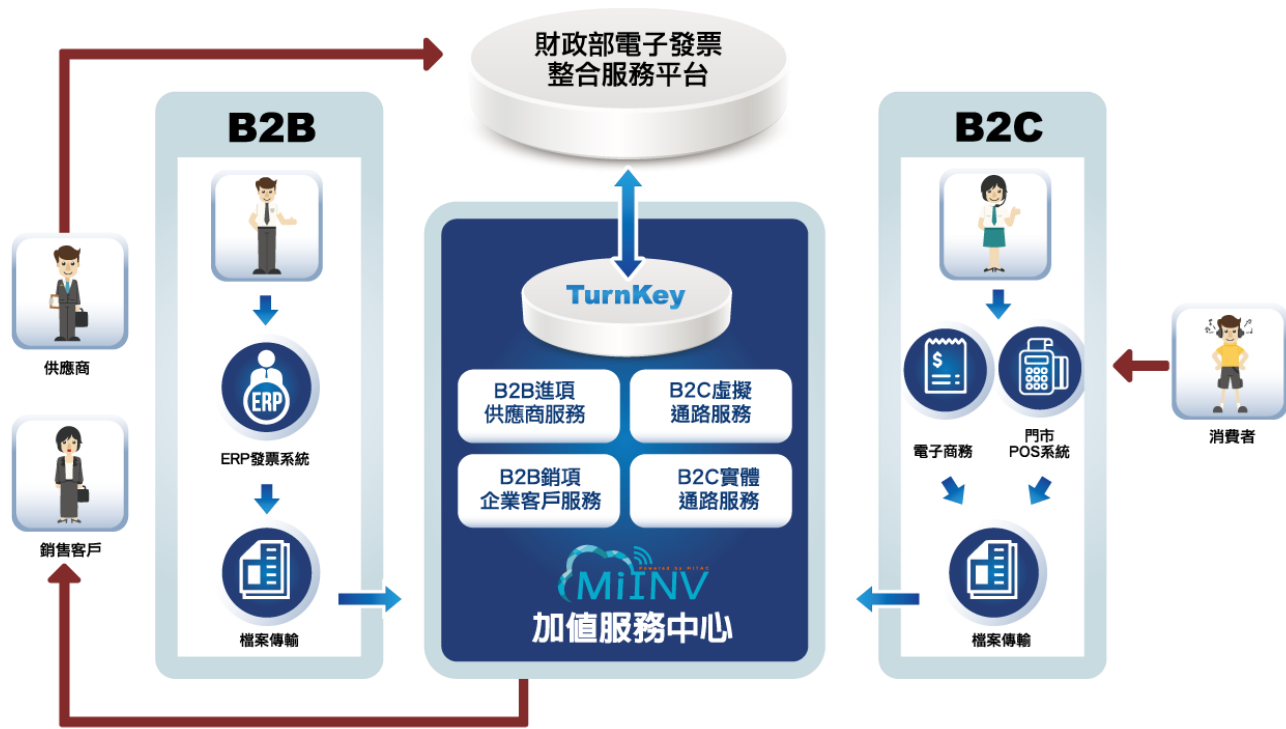 財政部電子發票
整合服務平台
B2B
供應商
銷售客戶
ERP
ERP發票系統
檔案傳輸
TurnKey
B2B進項
供應商服務
B2C虛擬
通路服務
B2B銷項
企業客戶服務
B2C實體
通路服務
Powered by MiTAC
MiINV
加值服務中心
B2C
$
電子商務
門市
POS系統
檔案傳輸
消費者